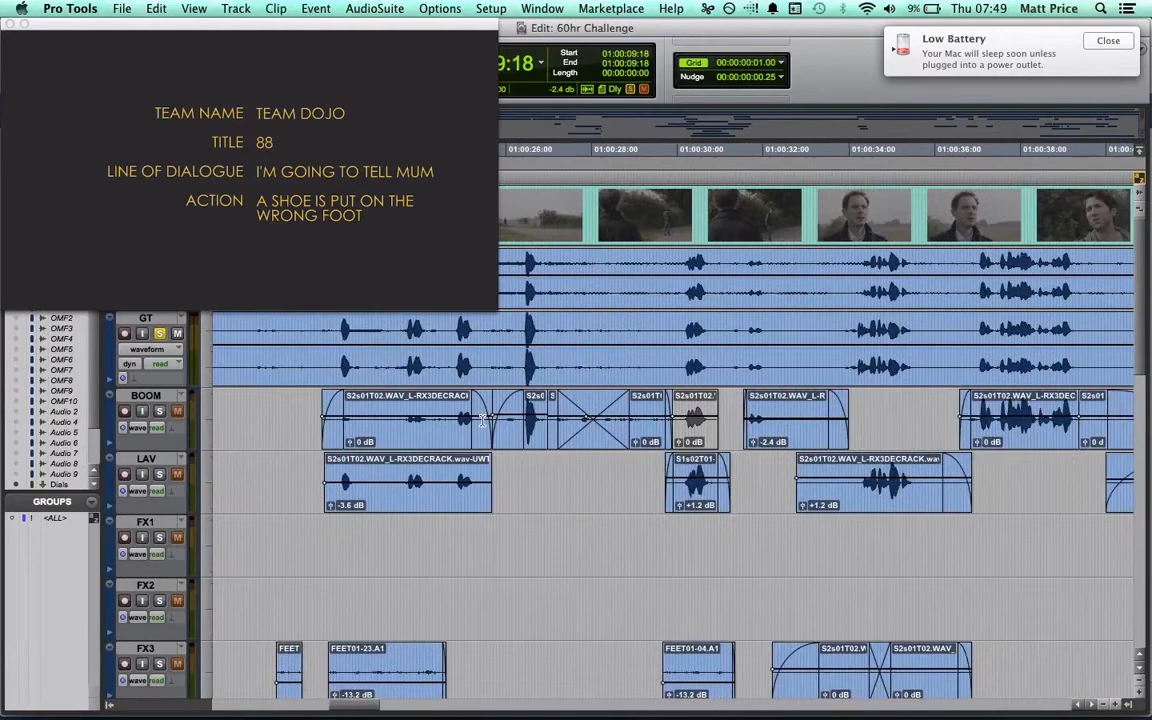 Pro Tools File Edit View Track Clip Event AudioSuite Options Setup Window Marketplace Help 9% Thu 07:49 Matt Price
Edit: 60hr Challenge
Low Battery
Your Mac will sleep soon unless
plugged into a power outlet.
Close
TEAM NAME TEAM DOJO
TITLE 88
LINE OF DIALOGUE I'M GOING TO TELL MUM
ACTION A SHOE IS PUT ON THE
WRONG FOOT
9:18
Start 01:00:09:18
End 01:00:09:18
Length 00:00:00:00
-2.4 db Dly S M
Grid 00:00:00:01.00
Nudge 00:00:00:00.25
01:00:26:00 01:00:28:00 01:00:30:00 01:00:32:00 01:00:34:00 01:00:36:00 01:00:38:00 01:00:
OMF2
OMF3
OMF4
OMF5
OMF6
OMF7
OMF8
OMF9
OMF10
Audio 2
Audio 4
Audio 5
Audio 6
Audio 7
Audio 8
Audio 9
Dials
GROUPS
! <ALL>
GT
I S M
waveform
dyn read
BOOM
I S M
wave read
S2s01T02.WAV_L-RX3DECRACI S2s0 S S2s01T( S2s01T02. S2s01T02.WAV_L-R S2s01T02.WAV_L-RX3DEC S2s01
0 dB 0 dB 0 dB -2.4 dB 0 dB 0 d
LAV
I S M
wave read
S2s01T02.WAV_L-RX3DECRACK.wav-UWT S1s02T01- S2s01T02.WAV_L-RX3DECRACK.wav
-3.6 dB +1.2 dB +1.2 dB
FX1
I S M
wave read
FX2
I S M
wave read
FX3
I S M
wave read
FEET FEET01-23.A1 FEET01-04.A1 S2s01T02.W S2s01T02.WAV_
-13.2 dB -13.2 dB 0 dB 0 dB